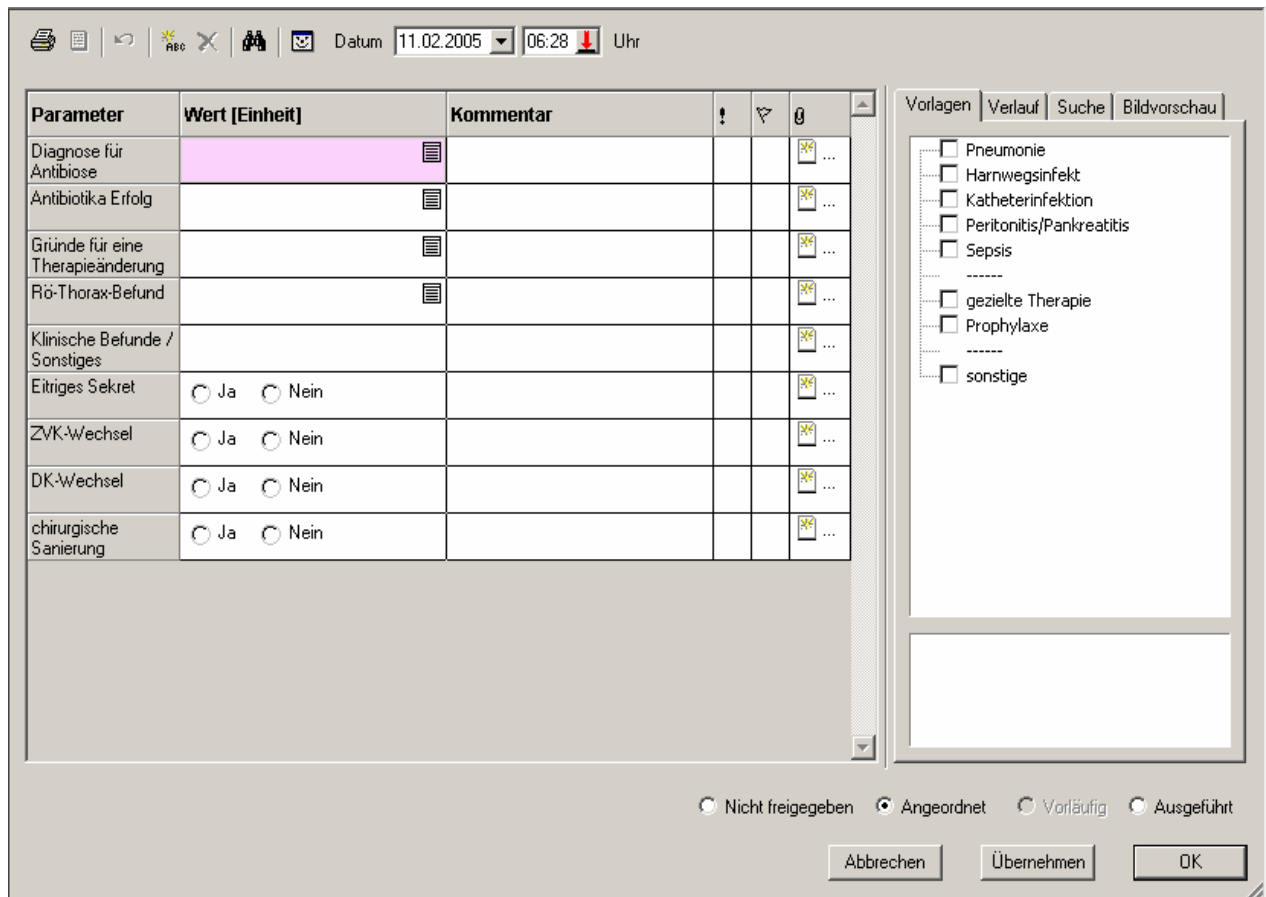 ABC Datum 11.02.2005 06:28 Uhr
Parameter Wert [Einheit] Kommentar !
Diagnose für
Antibiose ...
Antibiotika Erfolg ...
Gründe für eine
Therapieänderung ...
Rö-Thorax-Befund ...
Klinische Befunde /
Sonstiges ...
Eitriges Sekret Ja Nein ...
ZVK-Wechsel Ja Nein ...
DK-Wechsel Ja Nein ...
chirurgische
Sanierung Ja Nein ...
Vorlagen Verlauf Suche Bildvorschau
Pneumonie
Harnwegsinfekt
Katheterinfektion
Peritonitis/Pankreatitis
Sepsis
------
gezielte Therapie
Prophylaxe
------
sonstige
Nicht freigegeben Angeordnet Vorläufig Ausgeführt
Abbrechen Übernehmen OK